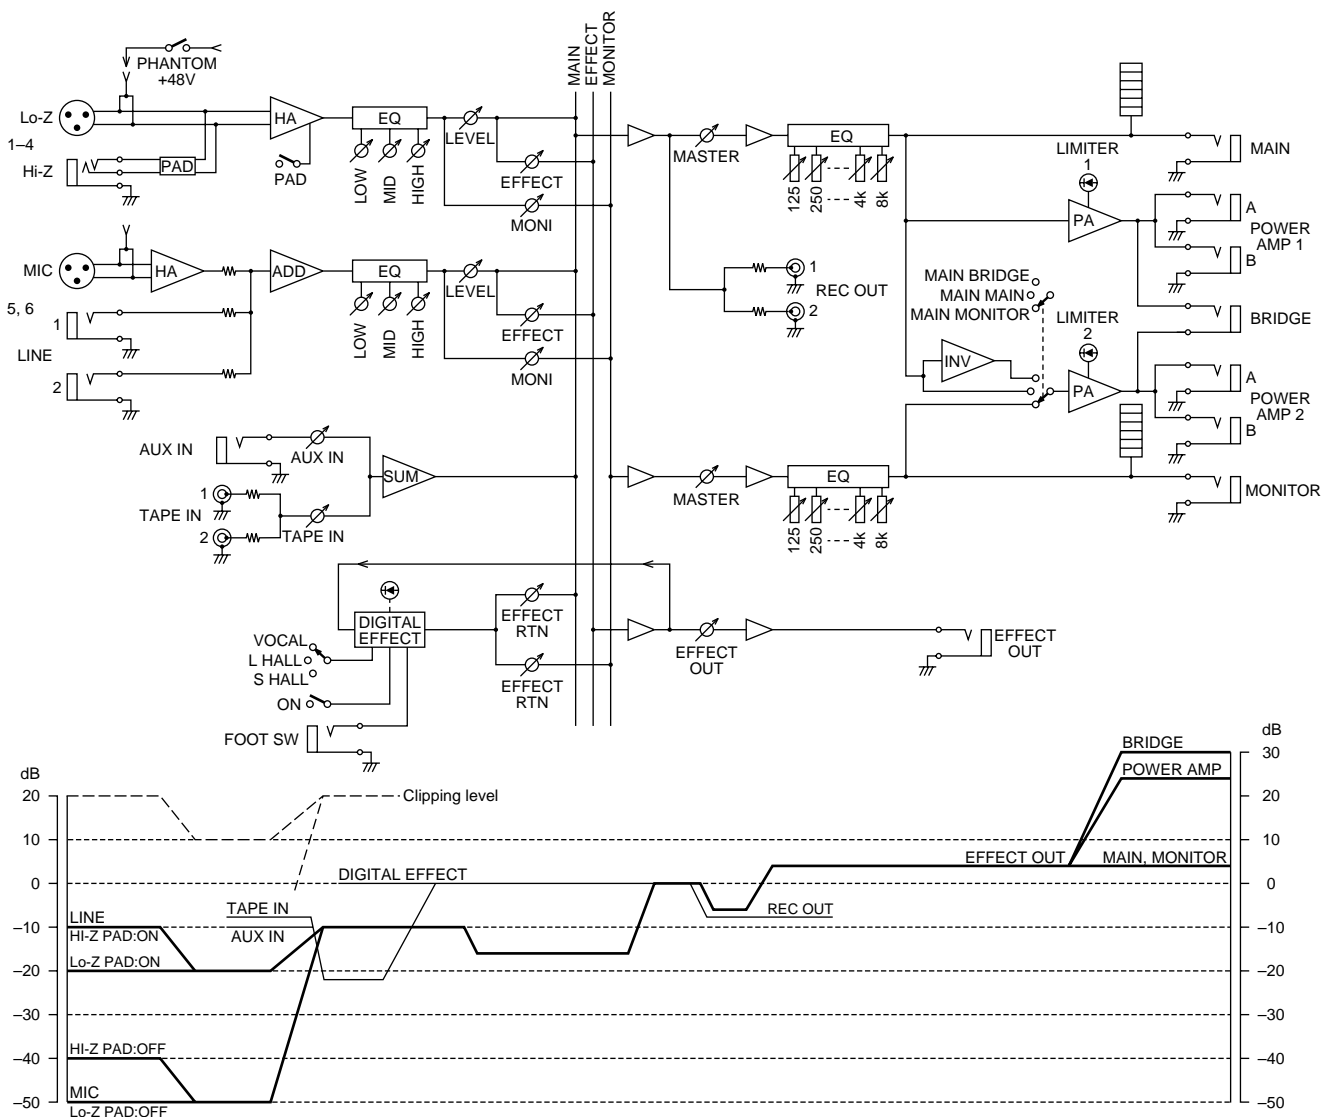 PHANTOM
+48V
Lo-Z
1–4
Hi-Z
PAD
HA
PAD
EQ
LOW
MID
HIGH
LEVEL
EFFECT
MONI
MAIN
EFFECT
MONITOR
MIC
5, 6
HA
ADD
1
LINE
2
EQ
LOW
MID
HIGH
LEVEL
EFFECT
MONI
AUX IN
AUX IN
1
TAPE IN
2
TAPE IN
SUM
DIGITAL
EFFECT
VOCAL
L HALL
S HALL
ON
FOOT SW
EFFECT
RTN
EFFECT
RTN
MASTER
EQ
125
250
4k
8k
1
REC OUT
2
MAIN BRIDGE
MAIN MAIN
MAIN MONITOR
INV
LIMITER
1
PA
LIMITER
2
PA
MAIN
A
POWER
AMP 1
B
BRIDGE
A
POWER
AMP 2
B
MASTER
EQ
125
250
4k
8k
MONITOR
EFFECT
OUT
EFFECT
OUT
dB
20
10
0
–10
–20
–30
–40
–50
Clipping level
DIGITAL EFFECT
LINE
HI-Z PAD:ON
Lo-Z PAD:ON
TAPE IN
AUX IN
HI-Z PAD:OFF
MIC
Lo-Z PAD:OFF
REC OUT
EFFECT OUT
MAIN, MONITOR
BRIDGE
POWER AMP
dB
30
20
10
0
–10
–20
–30
–40
–50